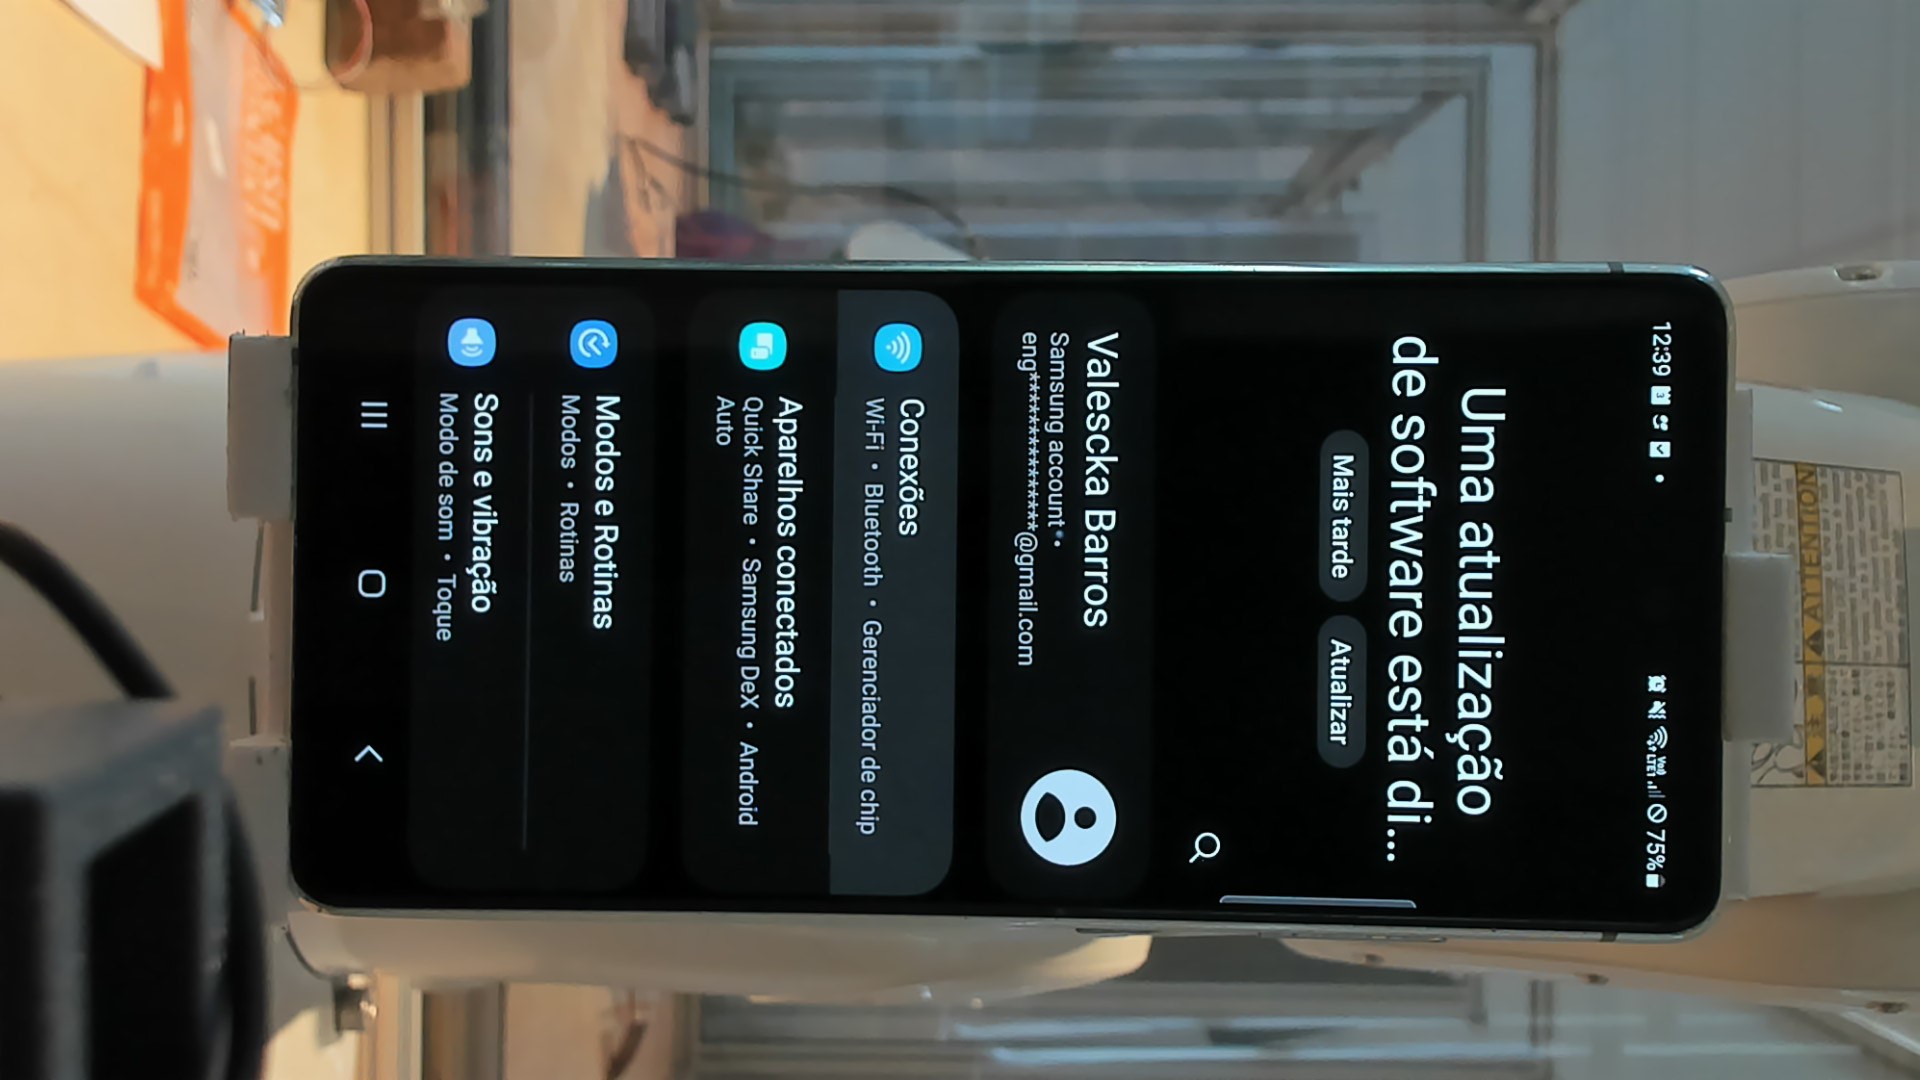 12:39
75%
Uma atualização
de software está di...
Mais tarde
Atualizar
Valescka Barros
Samsung account
eng****************@gmail.com
Conexões
Wi-Fi • Bluetooth • Gerenciador de chip
Aparelhos conectados
Quick Share • Samsung DeX • Android
Auto
Modos e Rotinas
Modos • Rotinas
Sons e vibração
Modo de som • Toque
ATTENTION